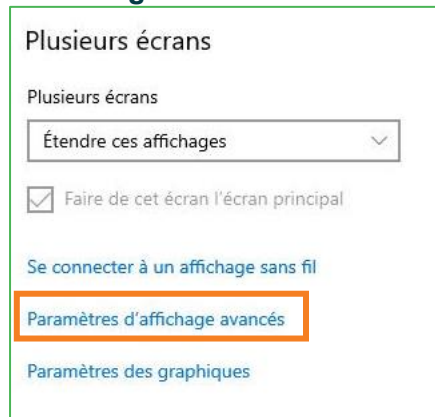 Plusieurs écrans
Plusieurs écrans
Étendre ces affichages
Faire de cet écran l'écran principal
Se connecter à un affichage sans fil
Paramètres d'affichage avancés
Paramètres des graphiques